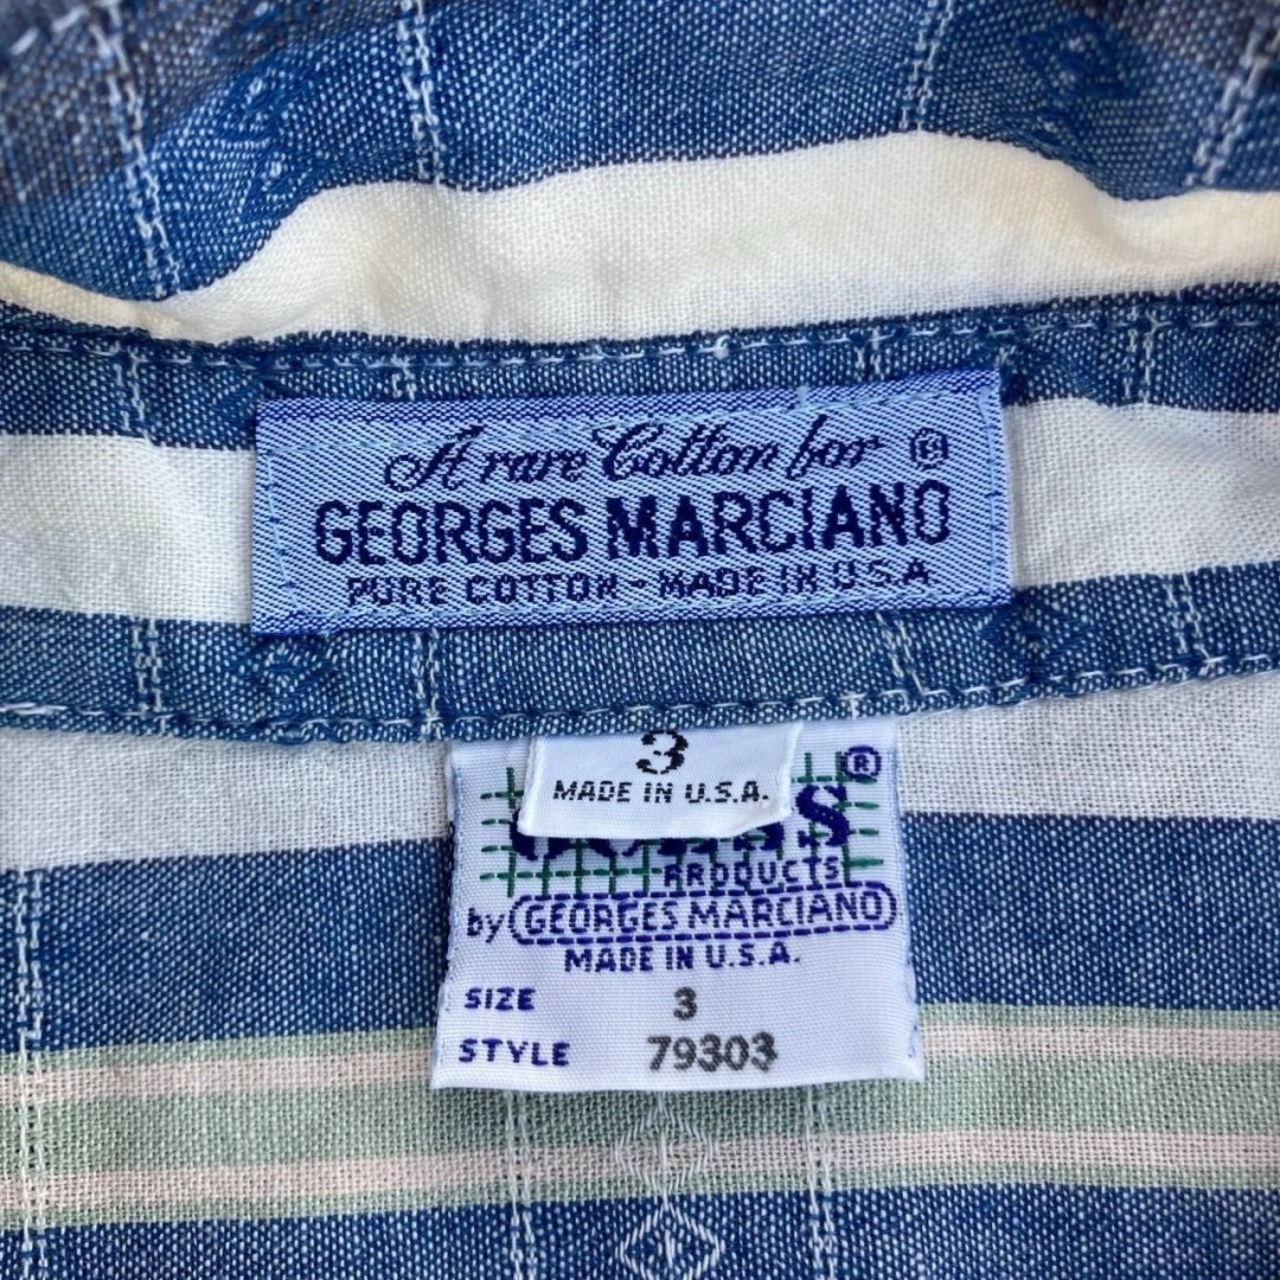 A rare Cotton for ®
GEORGES MARCIANO
PURE COTTON - MADE IN U.S.A
3
MADE IN U.S.A.
®
PRODUCTS
by GEORGES MARCIANO
MADE IN U.S.A.
SIZE 3
STYLE 79303